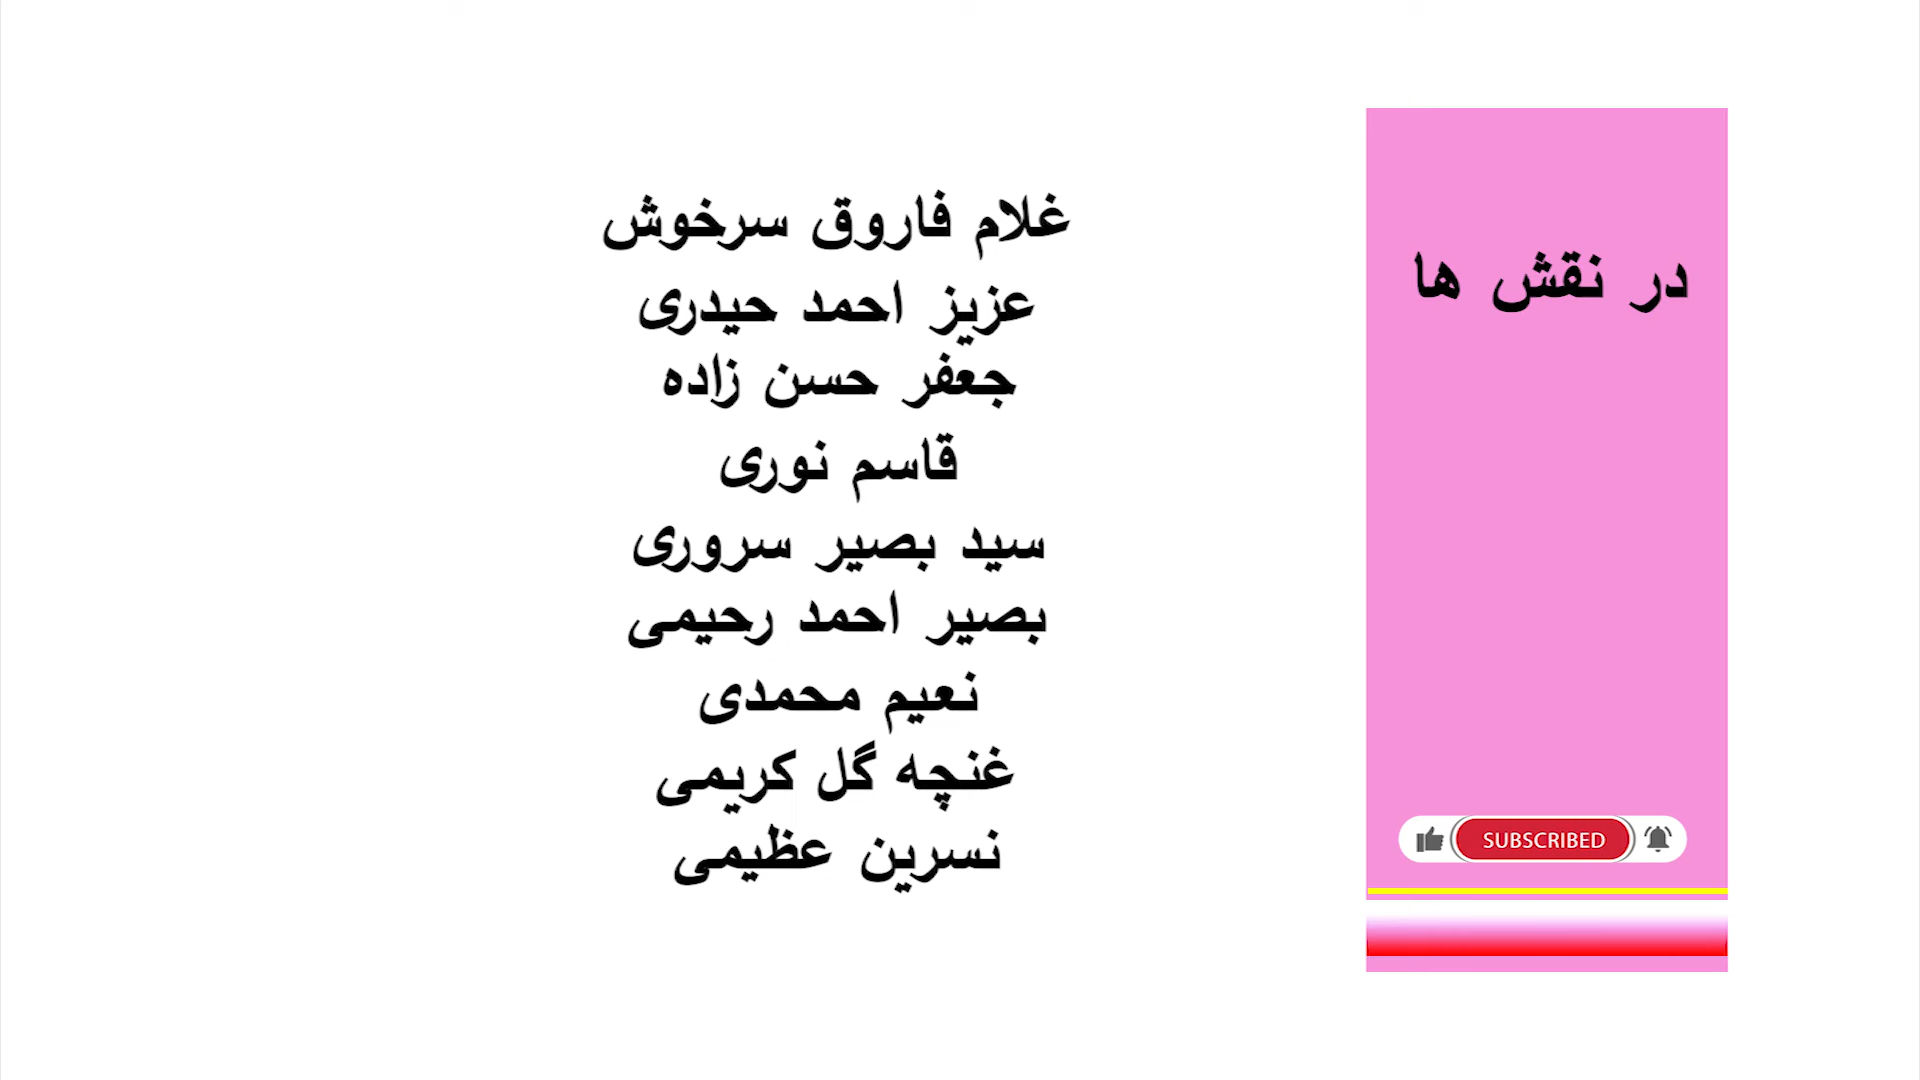 در نقش ها
غلام فاروق سرخوش
عزیز احمد حیدری
جعفر حسن زاده
قاسم نوری
سید بصیر سروری
بصیر احمد رحیمی
نعیم محمدی
غنچه گل کریمی
نسرین عظیمی
SUBSCRIBED